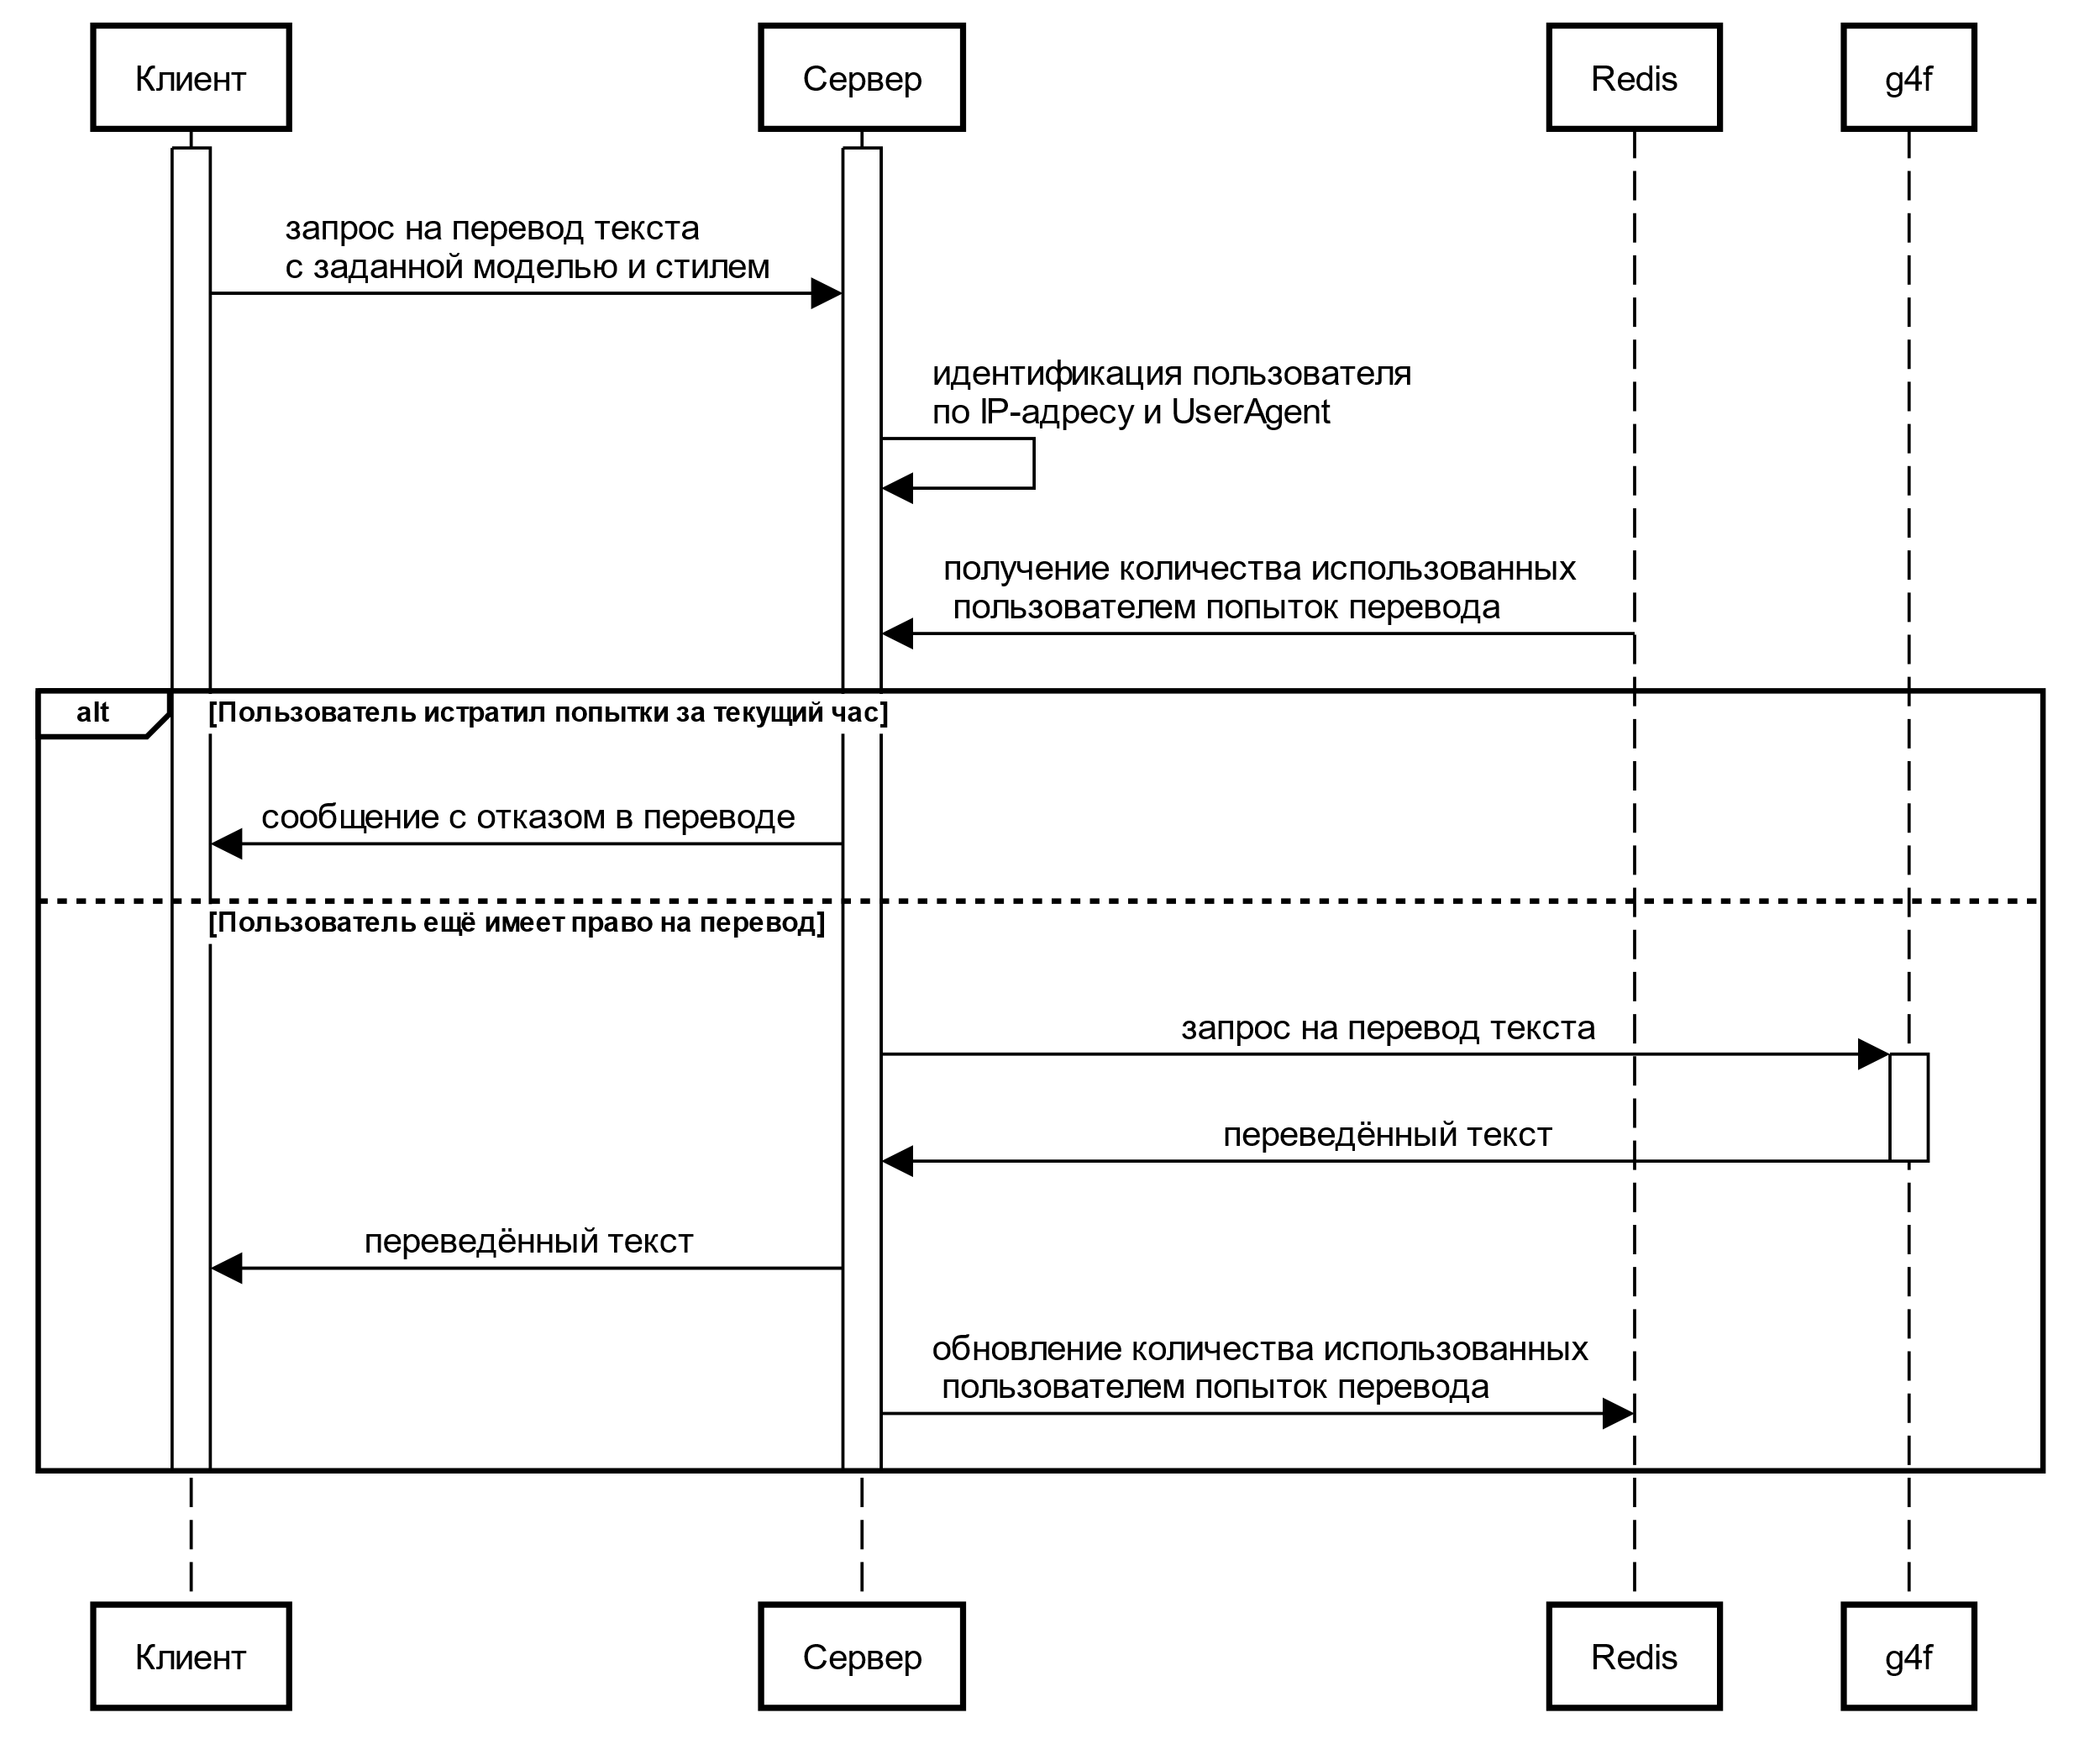 Клиент
Сервер
Redis
g4f
запрос на перевод текста
с заданной моделью и стилем
идентификация пользователя
по IP-адресу и UserAgent
получение количества использованных
пользователем попыток перевода
alt
[Пользователь истратил попытки за текущий час]
сообщение с отказом в переводе
[Пользователь ещё имеет право на перевод]
запрос на перевод текста
переведённый текст
переведённый текст
обновление количества использованных
пользователем попыток перевода
Клиент
Сервер
Redis
g4f